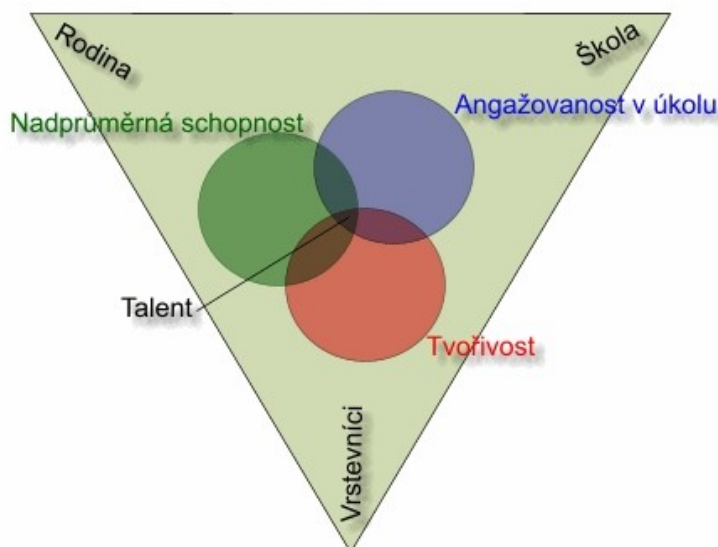 Rodina
Škola
Angažovanost v úkolu
Nadprůměrná schopnost
Talent
Tvořivost
Vrstevníci